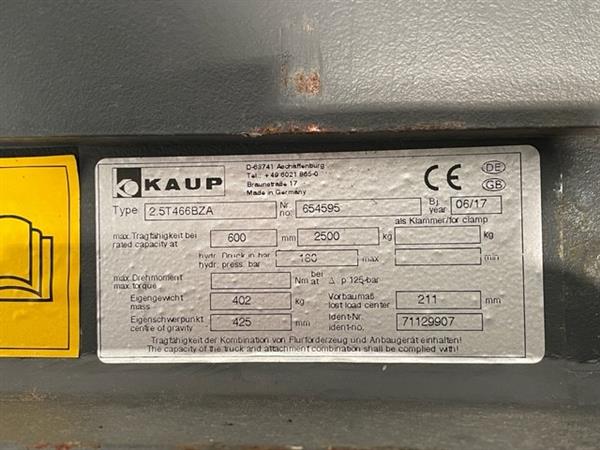 KAUP
D-63741 Aschaffenburg
Tel.: +49 6021 865-0
Braunstraße 17
Made in Germany
CE DE
GB
Type 2.5T466BZA Nr. no: 654595 Bj. year 06/17
als Klammer/for clamp
max.Tragfähigkeit bei
rated capacity at 600 mm 2500 kg kg
hydr. Druck in bar
hydr. press. bar 160 max min
max.Drehmoment
max.torque Nm at bei Δ p 125-bar
Eigengewicht
mass 402 kg Vorbaumaß
lost load center 211 mm
Eigenschwerpunkt
centre of gravity 425 mm Ident-Nr.
ident-no. 71129907
Tragfähigkeit der Kombination von Flurförderzeug und Anbaugerät einhalten!
The capacity of the truck and attachment combination shall be complied with!